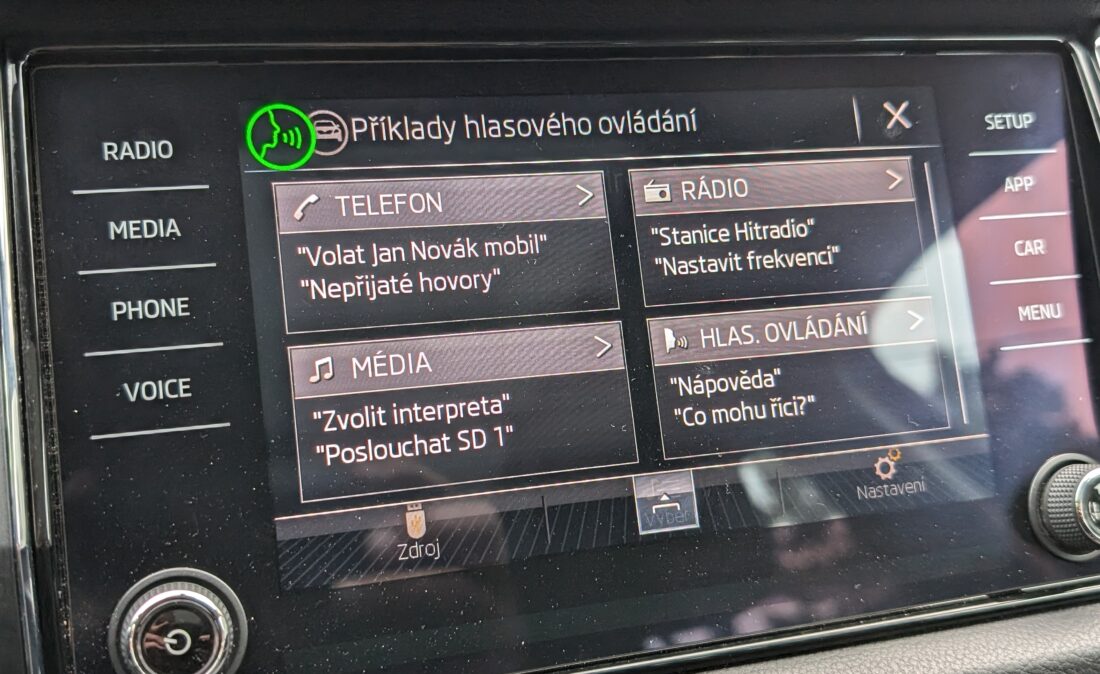 Příklady hlasového ovládání
RADIO
MEDIA
PHONE
VOICE
TELEFON
"Volat Jan Novák mobil"
"Nepřijaté hovory"
RÁDIO
"Stanice Hitradio"
"Nastavit frekvenci"
MÉDIA
"Zvolit interpreta"
"Poslouchat SD 1"
HLAS. OVLÁDÁNÍ
"Nápověda"
"Co mohu říci?"
Zdroj
Výběr
Nastavení
SETUP
APP
CAR
MENU